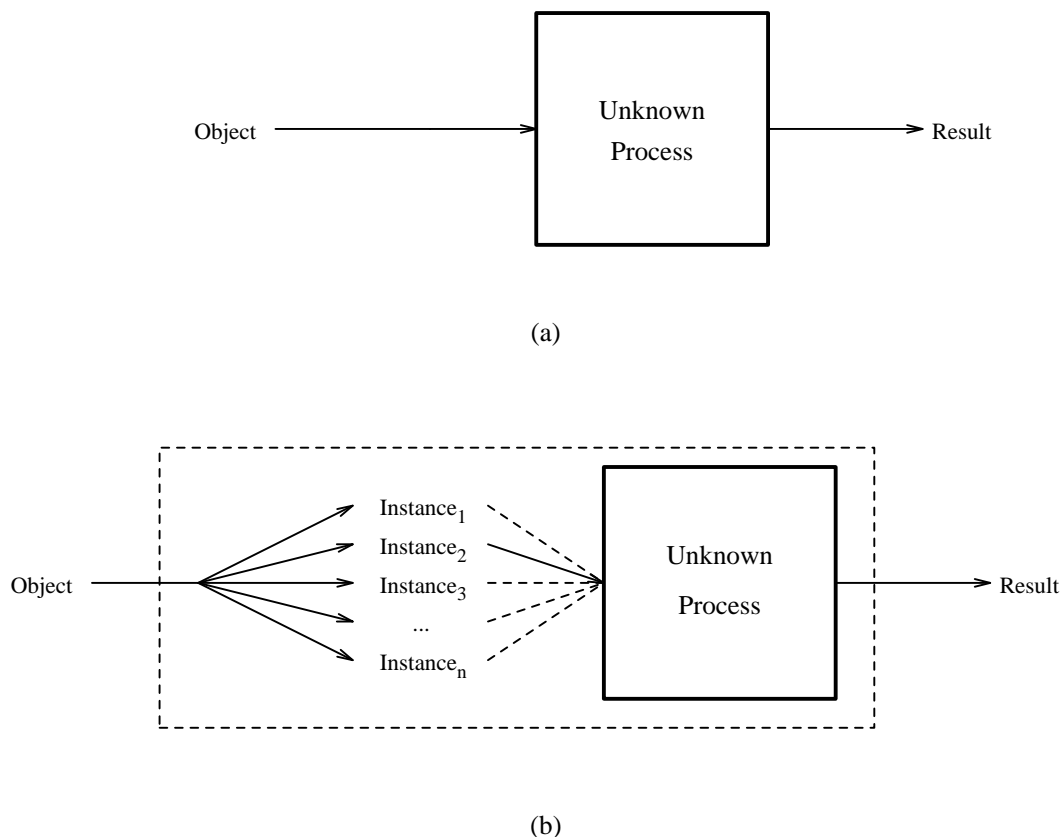 Unknown
Process
Object
Result
(a)
Instance1
Instance2
Instance3
...
Instancen
Unknown
Process
Object
Result
(b)